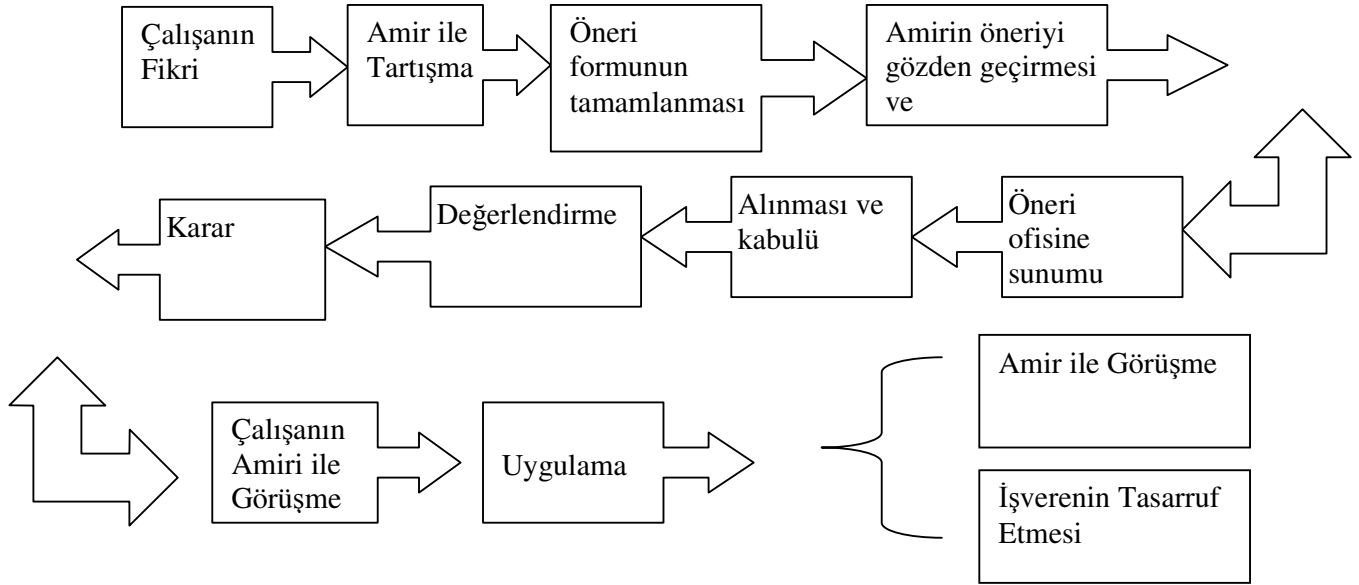 Çalışanın
Fikri
Amir ile
Tartışma
Öneri
formunun
tamamlanması
Amirin öneriyi
gözden geçirmesi
ve
Öneri
ofisine
sunumu
Alınması ve
kabulü
Değerlendirme
Karar
Çalışanın
Amiri ile
Görüşme
Uygulama
Amir ile Görüşme
İşverenin Tasarruf
Etmesi